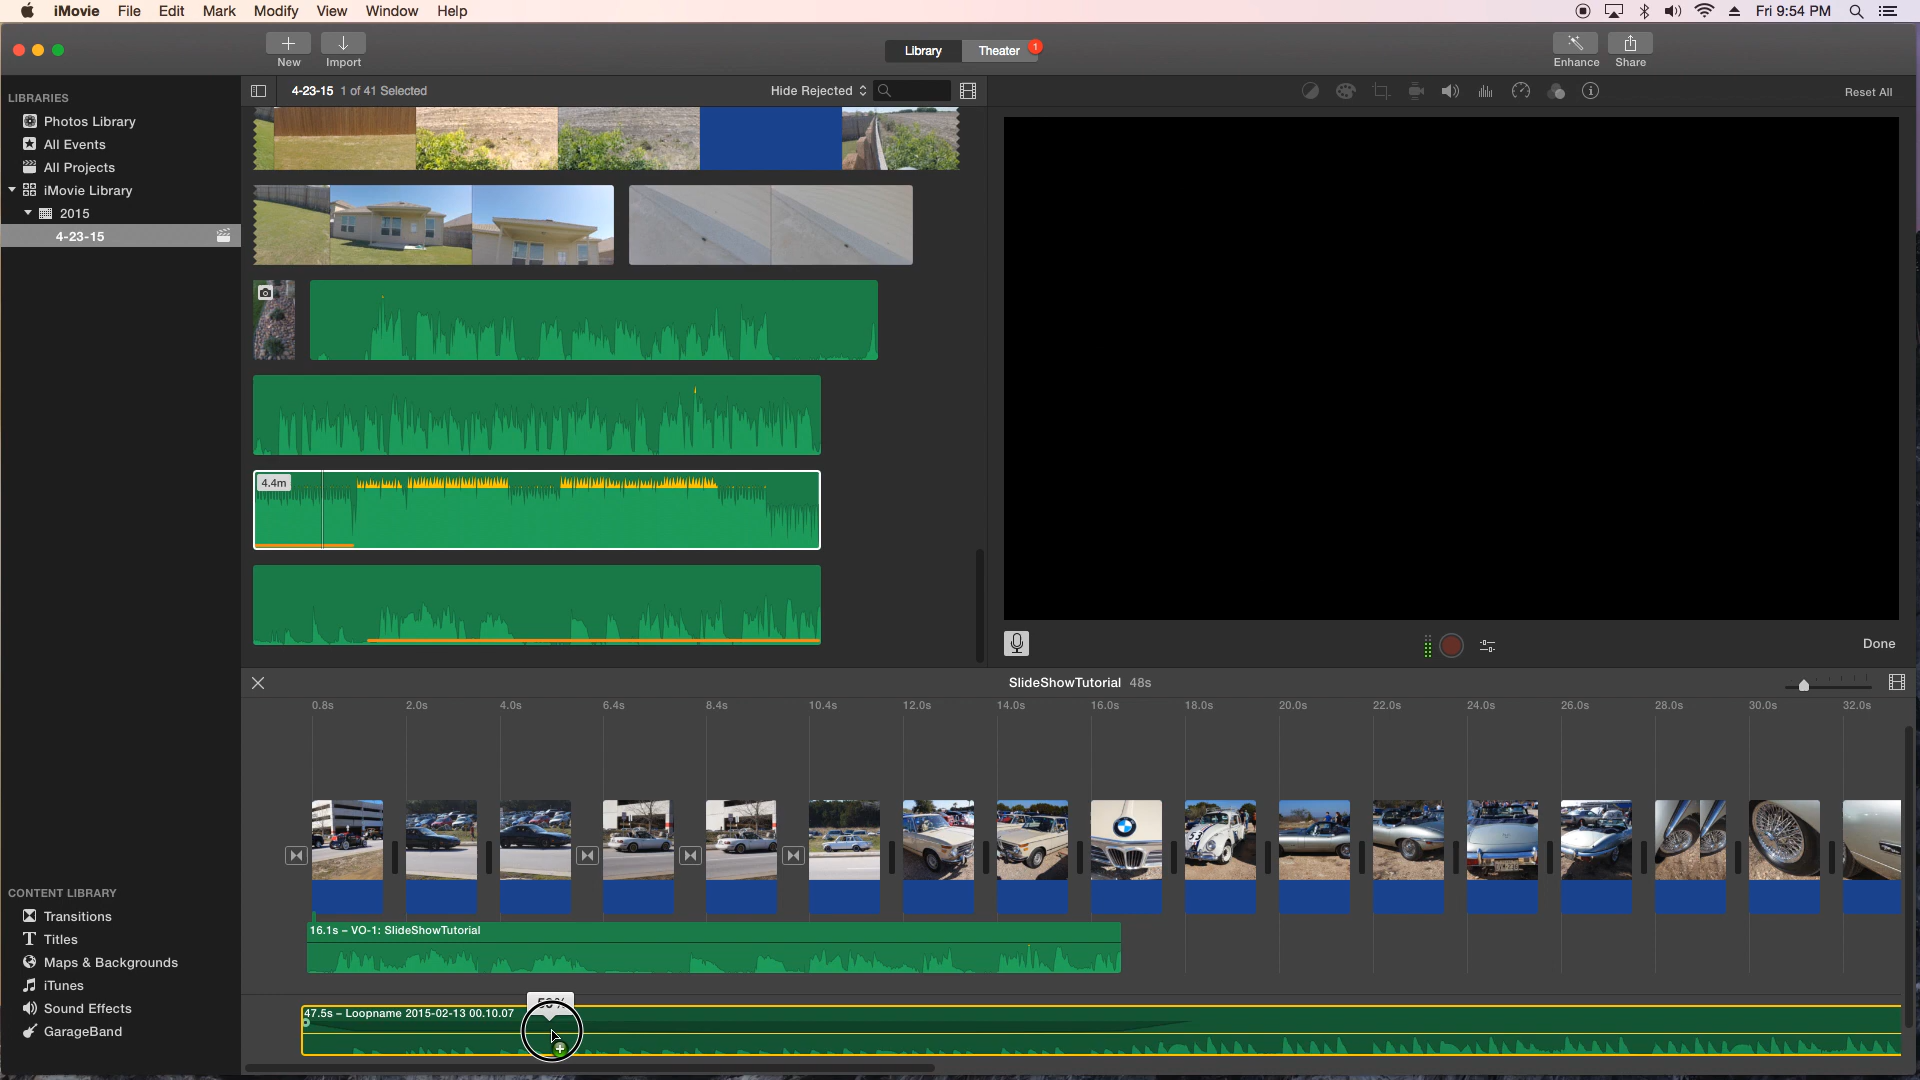 iMovie File Edit Mark Modify View Window Help
Fri 9:54 PM
New Import
Library Theater 1
Enhance Share
LIBRARIES
Photos Library
All Events
All Projects
iMovie Library
2015
4-23-15
4-23-15 1 of 41 Selected
Hide Rejected
Reset All
4.4m
Done
SlideShowTutorial 48s
0.8s 2.0s 4.0s 6.4s 8.4s 10.4s 12.0s 14.0s 16.0s 18.0s 20.0s 22.0s 24.0s 26.0s 28.0s 30.0s 32.0s
53
16.1s – VO-1: SlideShowTutorial
47.5s – Loopname 2015-02-13 00.10.07
CONTENT LIBRARY
Transitions
Titles
Maps & Backgrounds
iTunes
Sound Effects
GarageBand